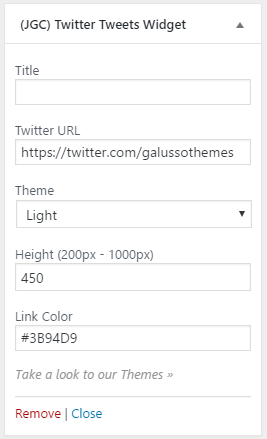 (JGC) Twitter Tweets Widget
Title
Twitter URL
https://twitter.com/galussothemes
Theme
Light
Height (200px - 1000px)
450
Link Color
#3B94D9
Take a look to our Themes »
Remove | Close